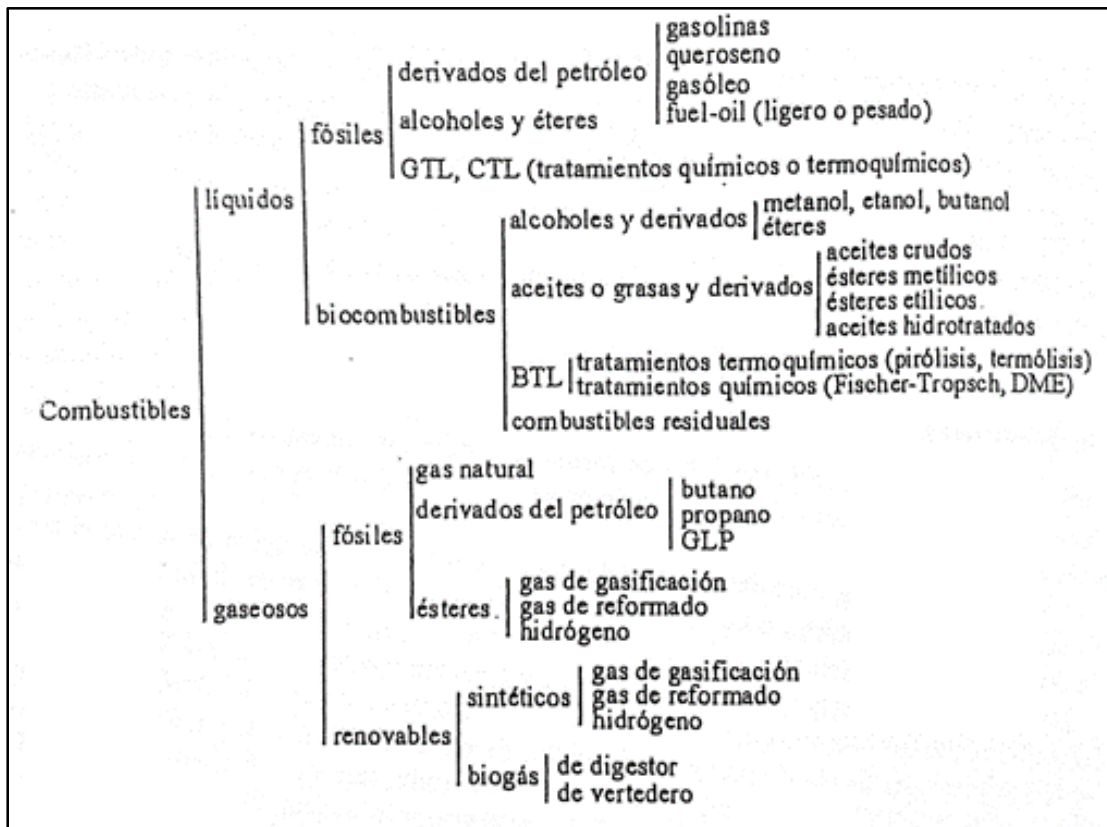 gasolinas
queroseno
derivados del petróleo
gasóleo
fuel-oil (ligero o pesado)
fósiles
alcoholes y éteres
GTL, CTL (tratamientos químicos o termoquímicos)
líquidos
alcoholes y derivados
metanol, etanol, butanol
éteres
aceites crudos
ésteres metílicos
aceites o grasas y derivados
ésteres etílicos.
aceites hidrotratados
biocombustibles
BTL
tratamientos termoquímicos (pirólisis, termólisis)
tratamientos químicos (Fischer-Tropsch, DME)
combustibles residuales
Combustibles
gas natural
derivados del petróleo
butano
propano
GLP
fósiles
ésteres.
gas de gasificación
gas de reformado
hidrógeno
gaseosos
sintéticos
gas de gasificación
gas de reformado
hidrógeno
renovables
biogás
de digestor
de vertedero